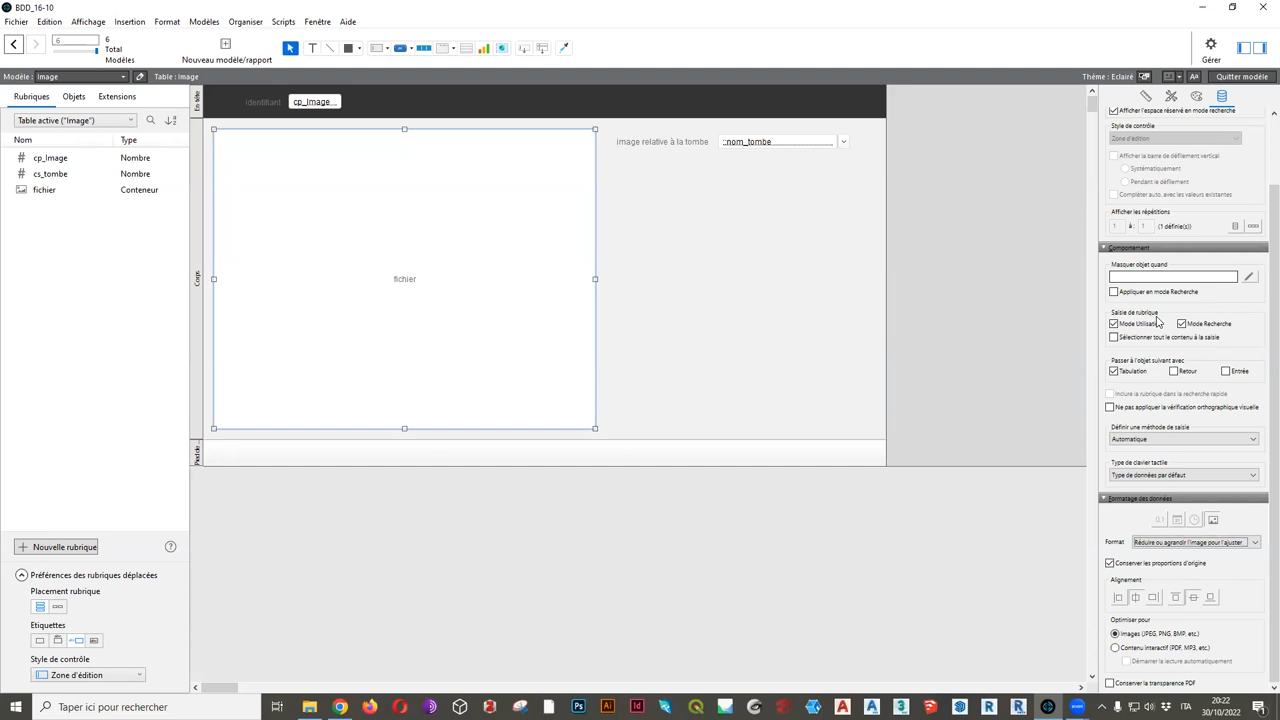 BDD_16-10
Fichier Edition Affichage Insertion Format Modèles Organiser Scripts Fenêtre Aide
6
6
Total
Modèles
Nouveau modèle/rapport
Gérer
Modèle : Image
Table : Image
Thème : Eclairé
Aa
Quitter modèle
Rubriques Objets Extensions
Table active ("Image")
Nom Type
cp_Image Nombre
cs_tombe Nombre
fichier Conteneur
Nouvelle rubrique
Préférences des rubriques déplacées
Placement rubrique
Etiquettes
Style de contrôle
Zone d'édition
En-tête
identifiant cp_Image
Corps
fichier
image relative à la tombe ::nom_tombe
Afficher l'espace réservé en mode recherche
Style de contrôle
Zone d'édition
Afficher la barre de défilement vertical
Systématiquement
Pendant le défilement
Compléter auto. avec les valeurs existantes
Afficher les répétitions
1 à : 1 (1 définie(s))
Comportement
Masquer objet quand
Appliquer en mode Recherche
Saisie de rubrique
Mode Utilisation Mode Recherche
Sélectionner tout le contenu à la saisie
Passer à l'objet suivant avec
Tabulation Retour Entrée
Inclure la rubrique dans la recherche rapide
Ne pas appliquer la vérification orthographique visuelle
Définir une méthode de saisie
Automatique
Type de clavier tactile
Type de données par défaut
Formatage des données
Format Réduire ou agrandir l'image pour l'ajuster
Conserver les proportions d'origine
Alignement
Optimiser pour
Images (JPEG, PNG, BMP, etc.)
Contenu interactif (PDF, MP3, etc.)
Démarrer la lecture automatiquement
Conserver la transparence PDF
Taper ici pour rechercher
ITA
20:22
30/10/2022